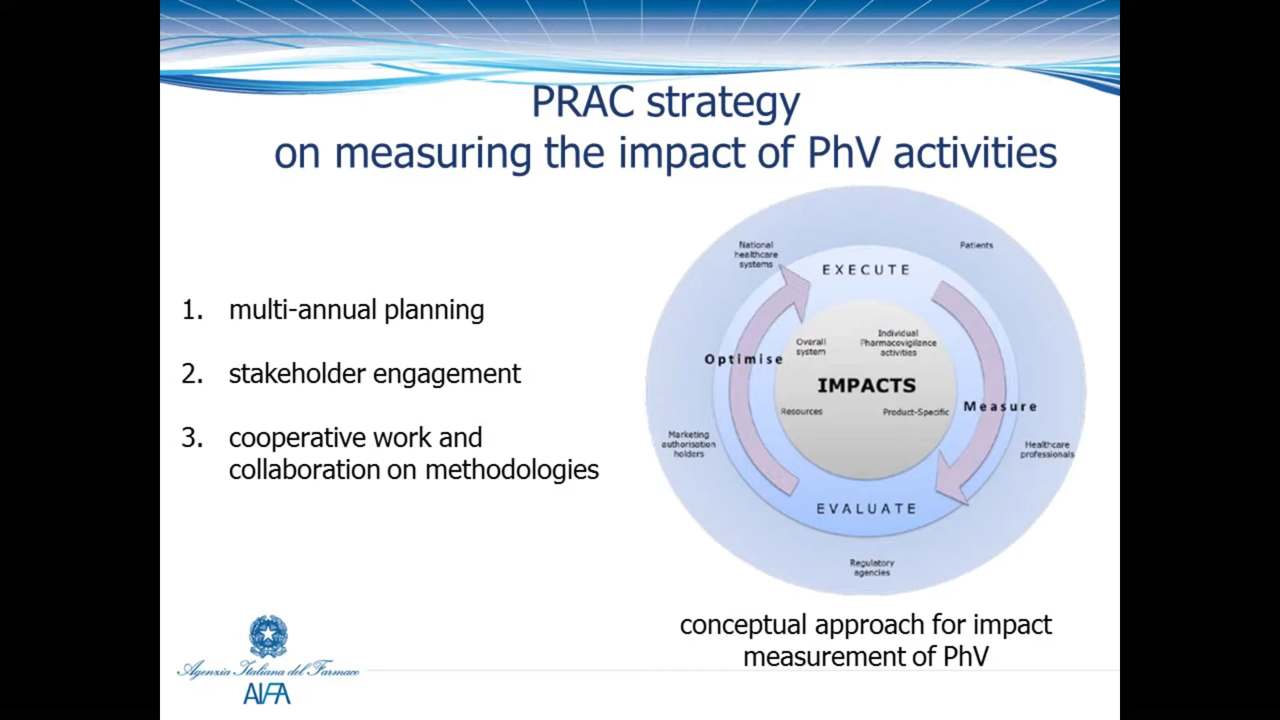 PRAC strategy
on measuring the impact of PhV activities
1. multi-annual planning
2. stakeholder engagement
3. cooperative work and
collaboration on methodologies
National
healthcare
systems
Patients
EXECUTE
Overall
system
Individual
Pharmacovigilance
activities
Optimise
IMPACTS
Measure
Resources
Product-Specific
Marketing
authorisation
holders
Healthcare
professionals
EVALUATE
Regulatory
agencies
conceptual approach for impact
measurement of PhV
Agenzia Italiana del Farmaco
AIFA